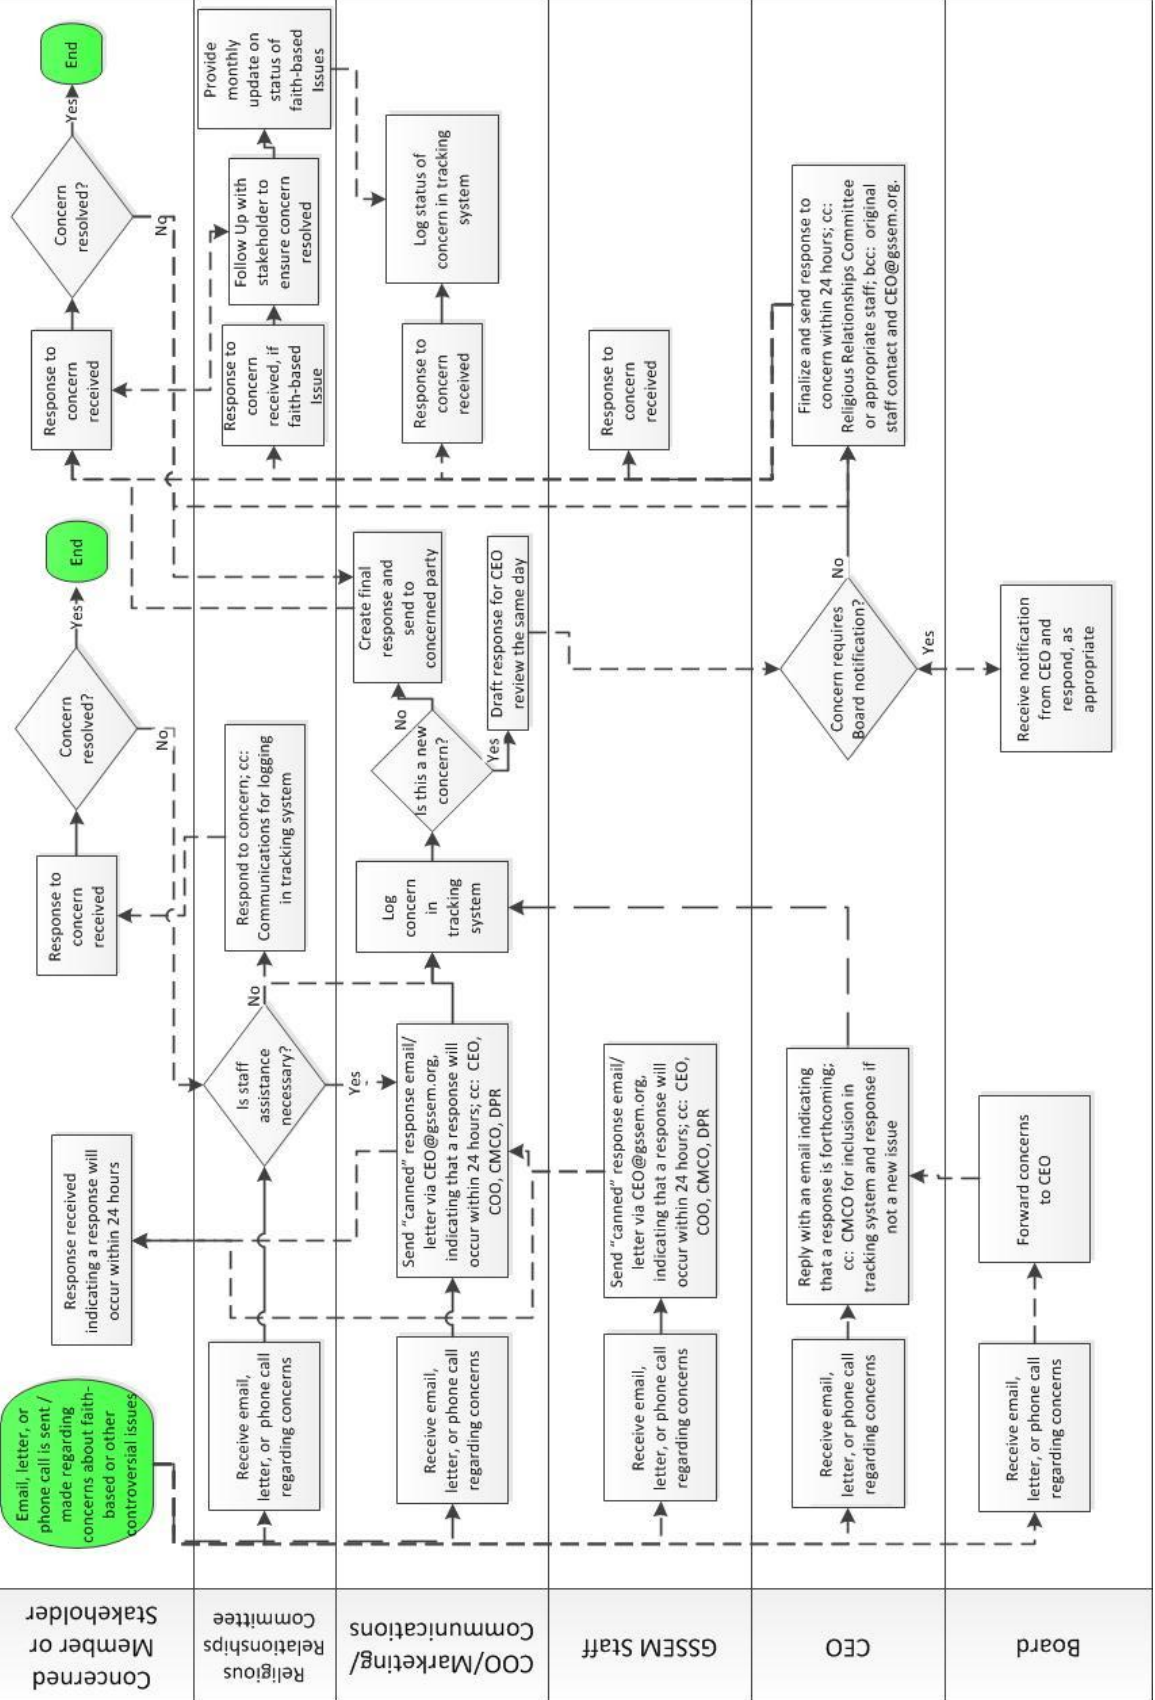 Concerned
Member or
Stakeholder
Email, letter, or
phone call is sent /
made regarding
concerns about faith-
based or other
controversial issues
Response received
indicating a response will
occur within 24 hours
Response to
concern
received
Concern
resolved?
Yes
No
End
Response to
concern
received
Concern
resolved?
Yes
No
End
Religious
Relationships
Committee
Receive email,
letter, or phone call
regarding concerns
Is staff
assistance
necessary?
No
Yes
Respond to concern; cc:
Communications for logging
in tracking system
Response to
concern
received, if
faith-based
Issue
Follow Up with
stakeholder to
ensure concern
resolved
Provide
monthly
update on
status of
faith-based
Issues
COO/Marketing/
Communications
Receive email,
letter, or phone call
regarding concerns
Send “canned” response email/
letter via CEO@gssem.org,
indicating that a response will
occur within 24 hours; cc: CEO,
COO, CMCO, DPR
Log
concern
in
tracking
system
Is this a new
concern?
No
Yes
Create final
response and
send to
concerned party
Draft response for CEO
review the same day
Response to
concern
received
Log status of
concern in tracking
system
GSSEM Staff
Receive email,
letter, or phone call
regarding concerns
Send “canned” response email/
letter via CEO@gssem.org,
indicating that a response will
occur within 24 hours; cc: CEO,
COO, CMCO, DPR
Response to
concern
received
CEO
Receive email,
letter, or phone call
regarding concerns
Reply with an email indicating
that a response is forthcoming;
cc: CMCO for inclusion in
tracking system and response if
not a new issue
Concern requires
Board notification?
No
Yes
Finalize and send response to
concern within 24 hours; cc:
Religious Relationships Committee
or appropriate staff; bcc: original
staff contact and CEO@gssem.org.
Board
Receive email,
letter, or phone call
regarding concerns
Forward concerns
to CEO
Receive notification
from CEO and
respond, as
appropriate